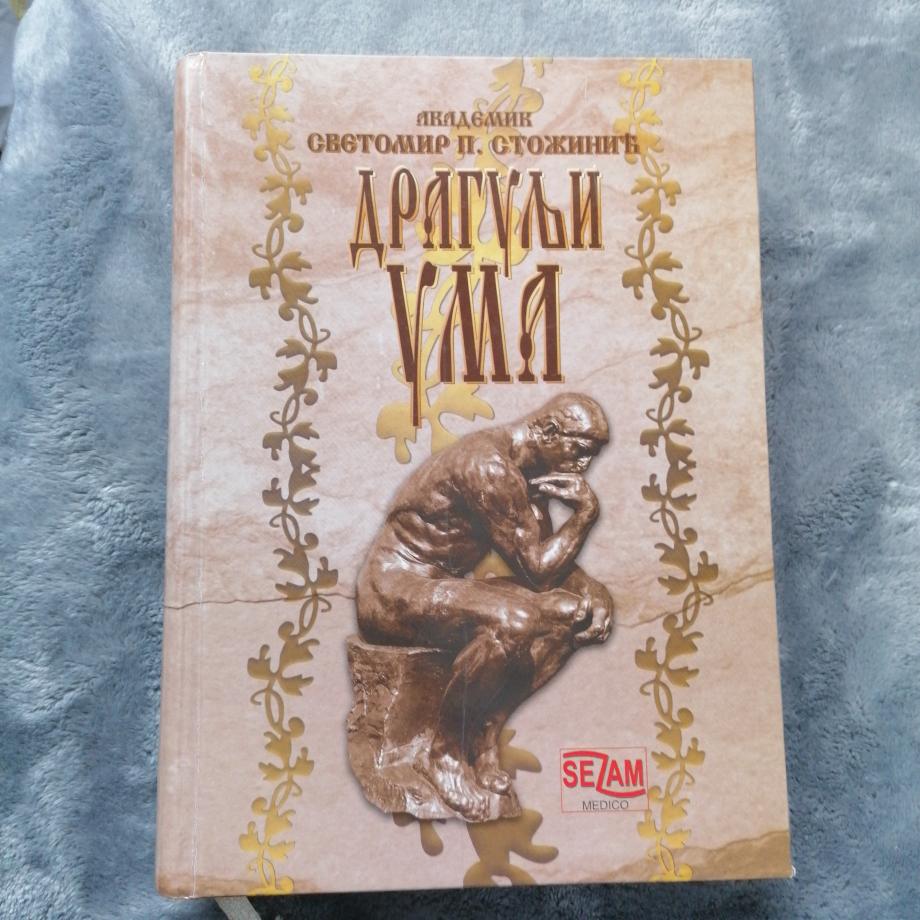 АКАДЕМИК
СВЕТОМИР П. СТОЖИНИЋ
ДРАГУЉИ
УМА
SEZAM
MEDICO